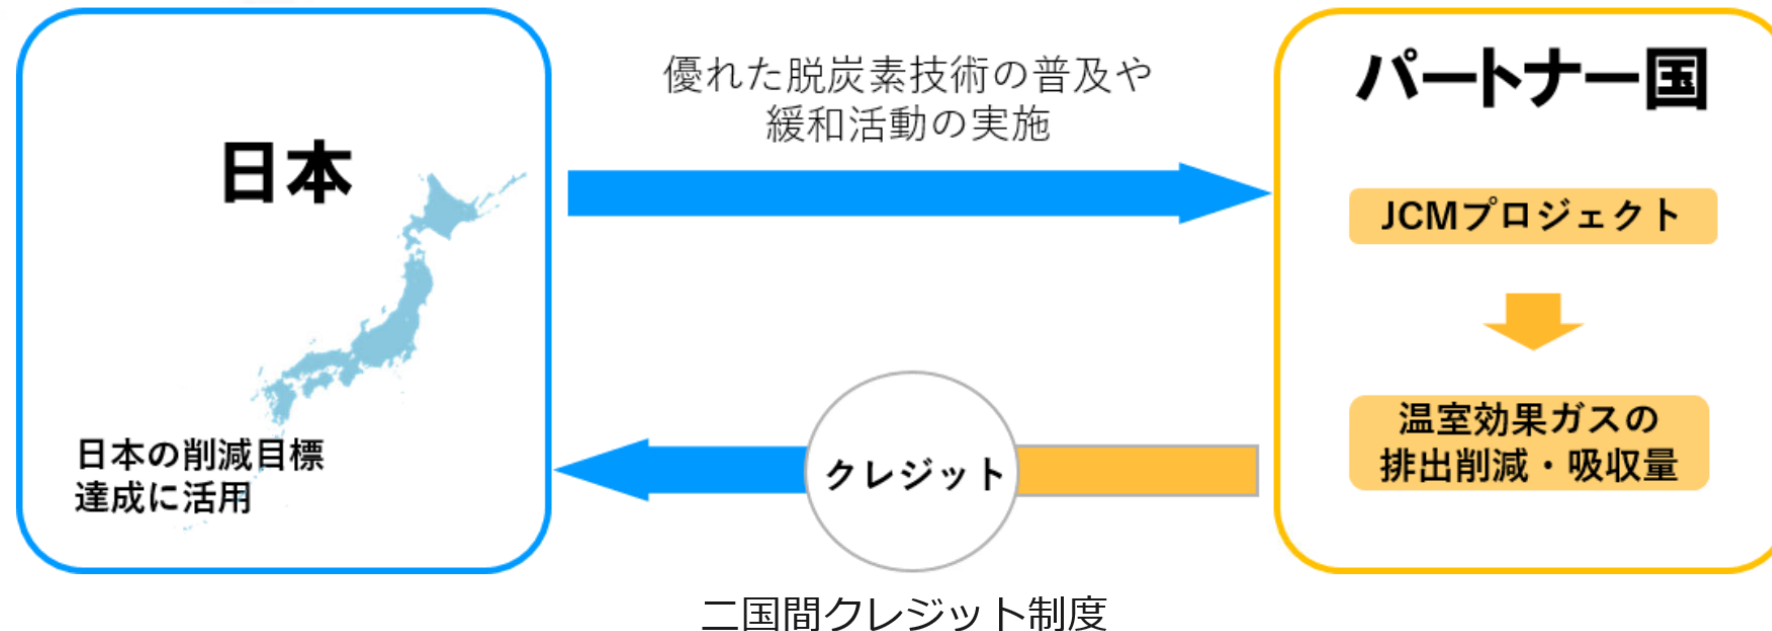 日本
日本の削減目標
達成に活用
優れた脱炭素技術の普及や
緩和活動の実施
クレジット
パートナー国
JCMプロジェクト
温室効果ガスの
排出削減・吸収量
二国間クレジット制度